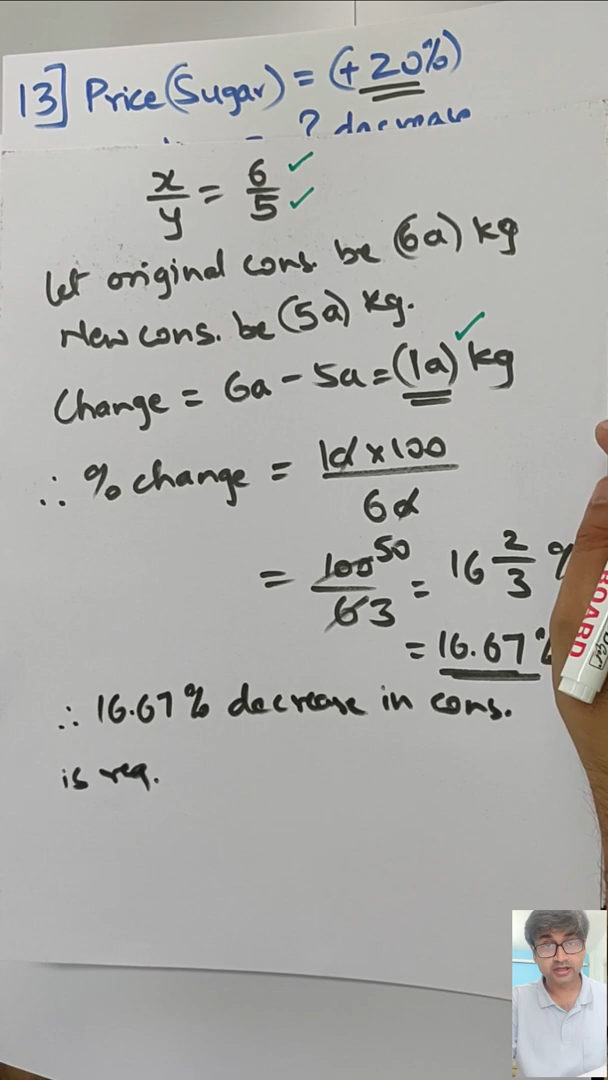 13] Price(Sugar) = (+20%)
? decrease
x/y = 6/5
Let original cons. be (6a) kg
New cons. be (5a) kg.
Change = 6a - 5a = (1a) kg
∴ % change = 1a x 100 / 6a
= 100 50 / 6 3 = 16 2/3 %
= 16.67%
∴ 16.67% decrease in cons.
is req.
BOARD